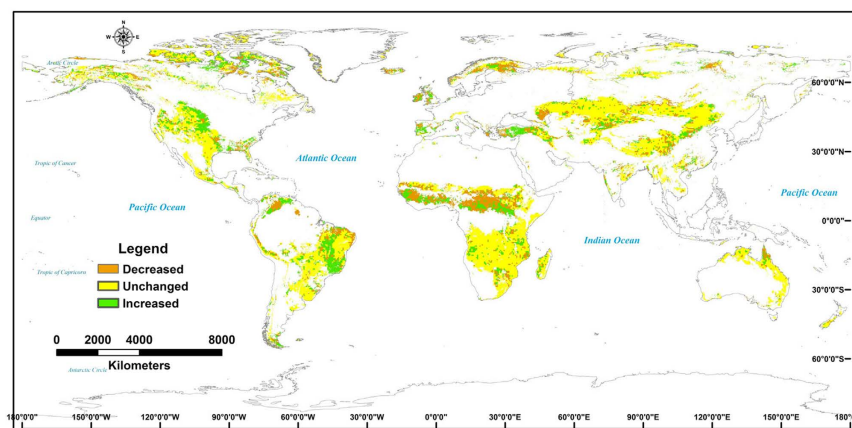 N
W E
S
Arctic Circle
60°0'0"N
30°0'0"N
Atlantic Ocean
Tropic of Cancer
Pacific Ocean
Pacific Ocean
Equator
0°0'0"
Indian Ocean
Legend
Decreased
Tropic of Capricorn
Unchanged
30°0'0"S
Increased
0 2000 4000 8000
Kilometers
60°0'0"S
Antarctic Circle
180°0'0" 150°0'0"W 120°0'0"W 90°0'0"W 60°0'0"W 30°0'0"W 0°0'0" 30°0'0"E 60°0'0"E 90°0'0"E 120°0'0"E 150°0'0"E 180°0'0"